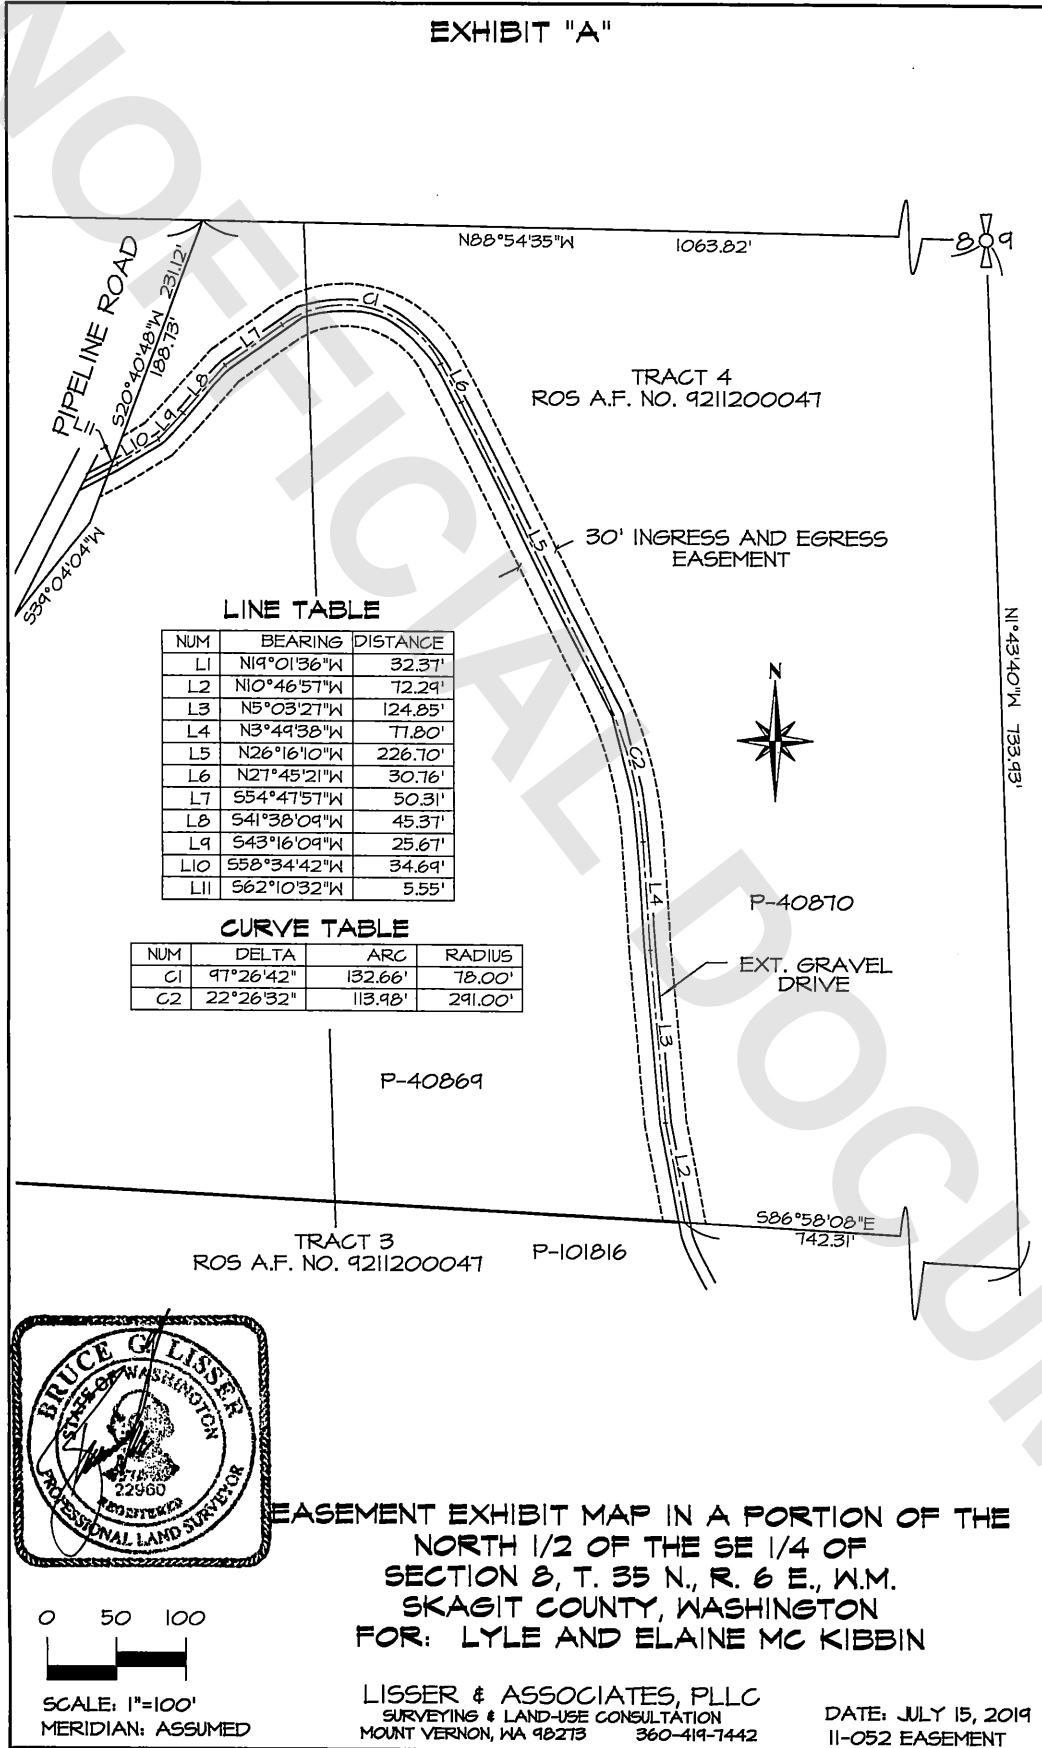 EXHIBIT "A"
N88°54'35"W 1063.82'
8 9
PIPELINE ROAD
S20°40'48"W 231.12'
188.73'
L11
L10
L9
L8
L7
C1
L6
TRACT 4
ROS A.F. NO. 9211200047
L5
30' INGRESS AND EGRESS
EASEMENT
S39°04'04"W
N1°43'40"W 733.93'
LINE TABLE
NUM BEARING DISTANCE
L1 N19°01'36"W 32.37'
L2 N10°46'57"W 72.29'
L3 N5°03'27"W 124.85'
L4 N3°49'38"W 77.80'
L5 N26°16'10"W 226.70'
L6 N27°45'21"W 30.76'
L7 S54°47'57"W 50.31'
L8 S41°38'09"W 45.37'
L9 S43°16'09"W 25.67'
L10 S58°34'42"W 34.69'
L11 S62°10'32"W 5.55'
N
C2
L4
P-40870
CURVE TABLE
NUM DELTA ARC RADIUS
C1 97°26'42" 132.66' 78.00'
C2 22°26'32" 113.98' 291.00'
EXT. GRAVEL
DRIVE
L3
P-40869
L2
S86°58'08"E
742.31'
TRACT 3
ROS A.F. NO. 9211200047
P-101816
BRUCE G. LISSER
STATE OF WASHINGTON
22960
REGISTERED
PROFESSIONAL LAND SURVEYOR
EASEMENT EXHIBIT MAP IN A PORTION OF THE
NORTH 1/2 OF THE SE 1/4 OF
SECTION 8, T. 35 N., R. 6 E., W.M.
SKAGIT COUNTY, WASHINGTON
FOR: LYLE AND ELAINE MC KIBBIN
0 50 100
SCALE: 1"=100'
MERIDIAN: ASSUMED
LISSER & ASSOCIATES, PLLC
SURVEYING & LAND-USE CONSULTATION
MOUNT VERNON, WA 98273 360-419-7442
DATE: JULY 15, 2019
11-052 EASEMENT
NOFFICIAL DOCUM